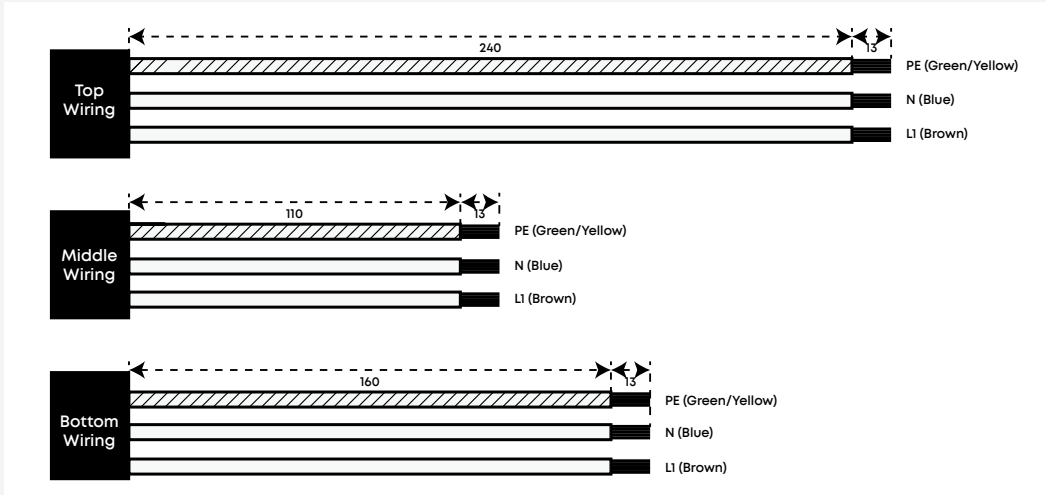 240
13
PE (Green/Yellow)
Top
Wiring
N (Blue)
L1 (Brown)
110
13
PE (Green/Yellow)
Middle
Wiring
N (Blue)
L1 (Brown)
160
13
PE (Green/Yellow)
Bottom
Wiring
N (Blue)
L1 (Brown)